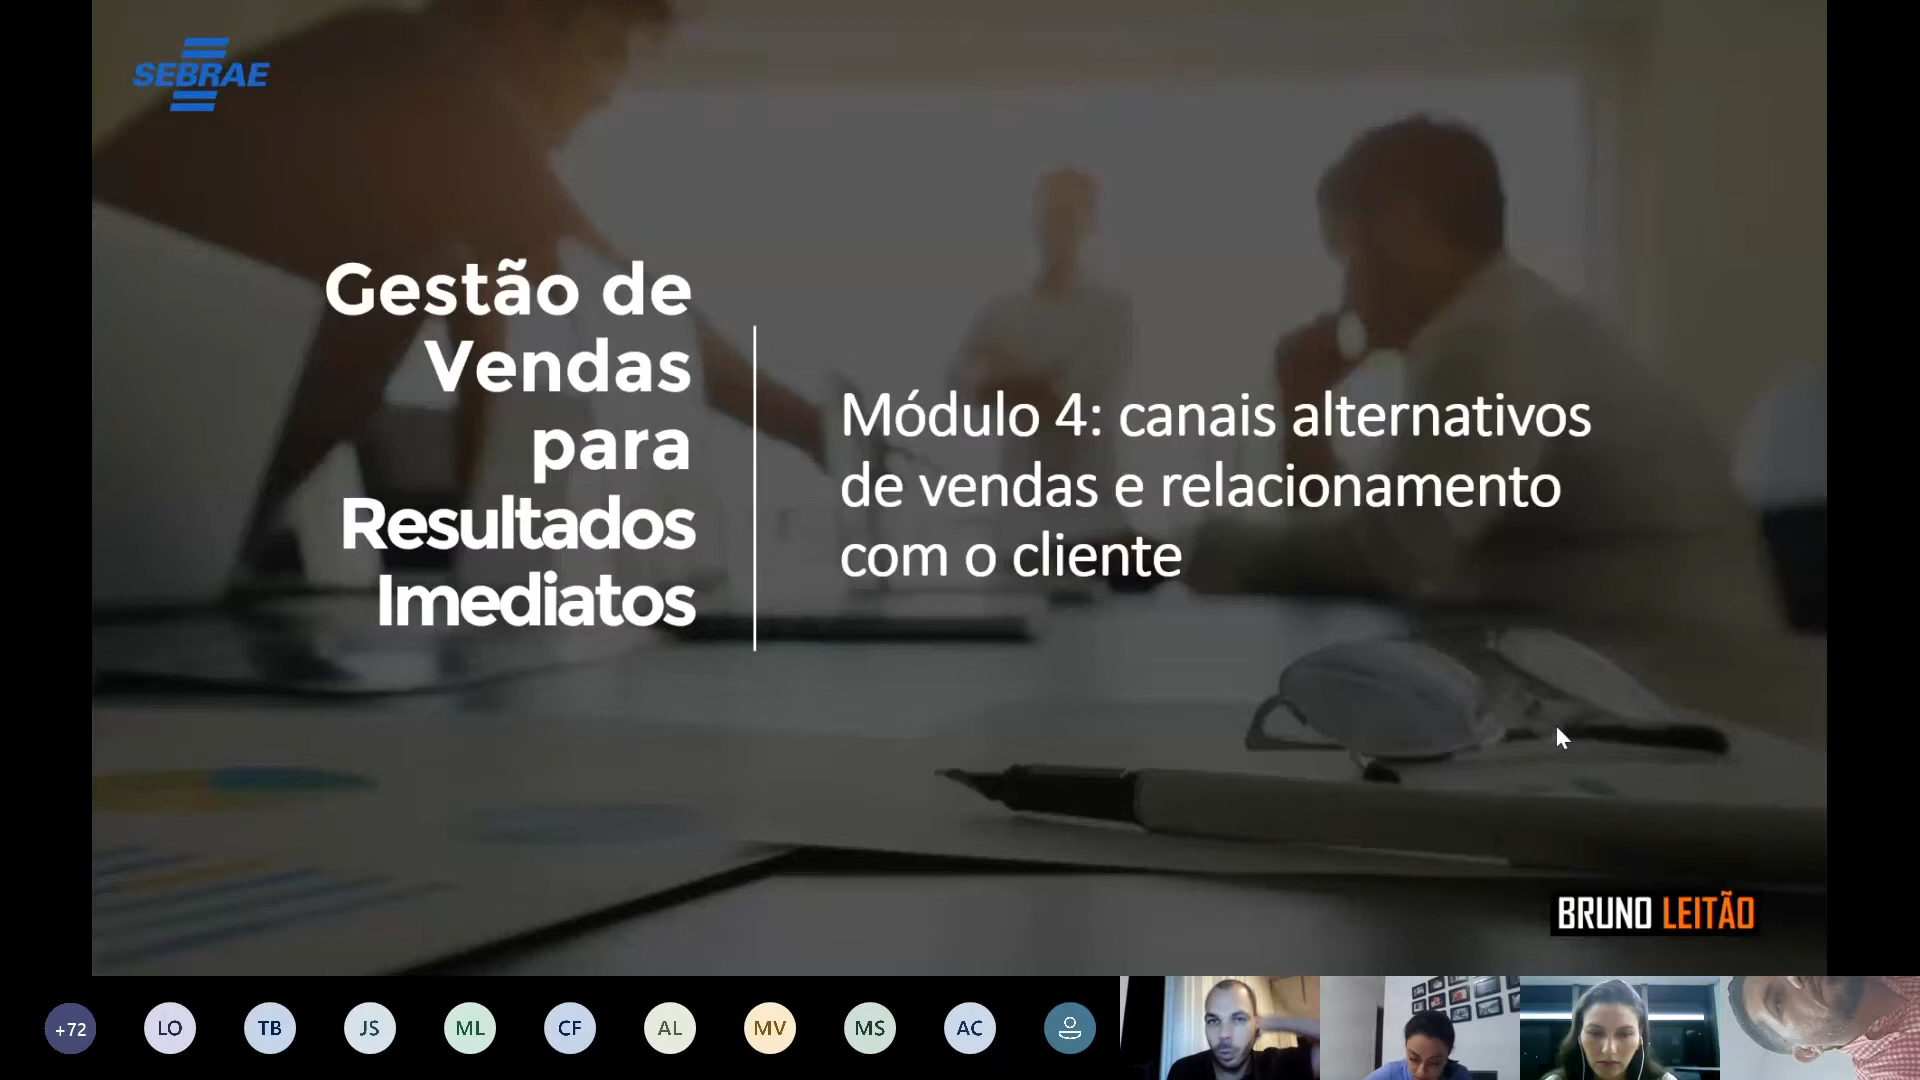 SEBRAE
Gestão de
Vendas
para
Resultados
Imediatos
Módulo 4: canais alternativos
de vendas e relacionamento
com o cliente
BRUNO LEITÃO
+72
LO
TB
JS
ML
CF
AL
MV
MS
AC